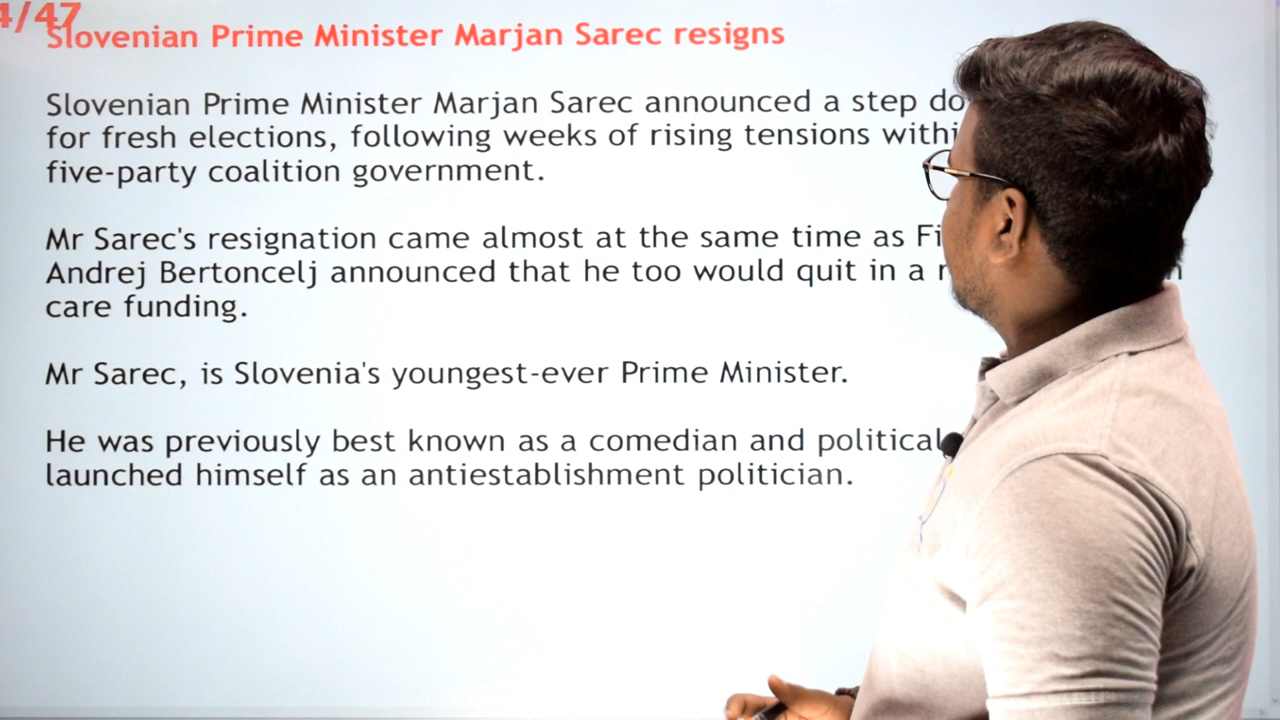 4/47
Slovenian Prime Minister Marjan Sarec resigns
Slovenian Prime Minister Marjan Sarec announced a step
for fresh elections, following weeks of rising tensions
five-party coalition government.
Mr Sarec's resignation came almost at the same time as
Andrej Bertoncelj announced that he too would quit in a
care funding.
Mr Sarec, is Slovenia's youngest-ever Prime Minister.
He was previously best known as a comedian and political
launched himself as an antiestablishment politician.